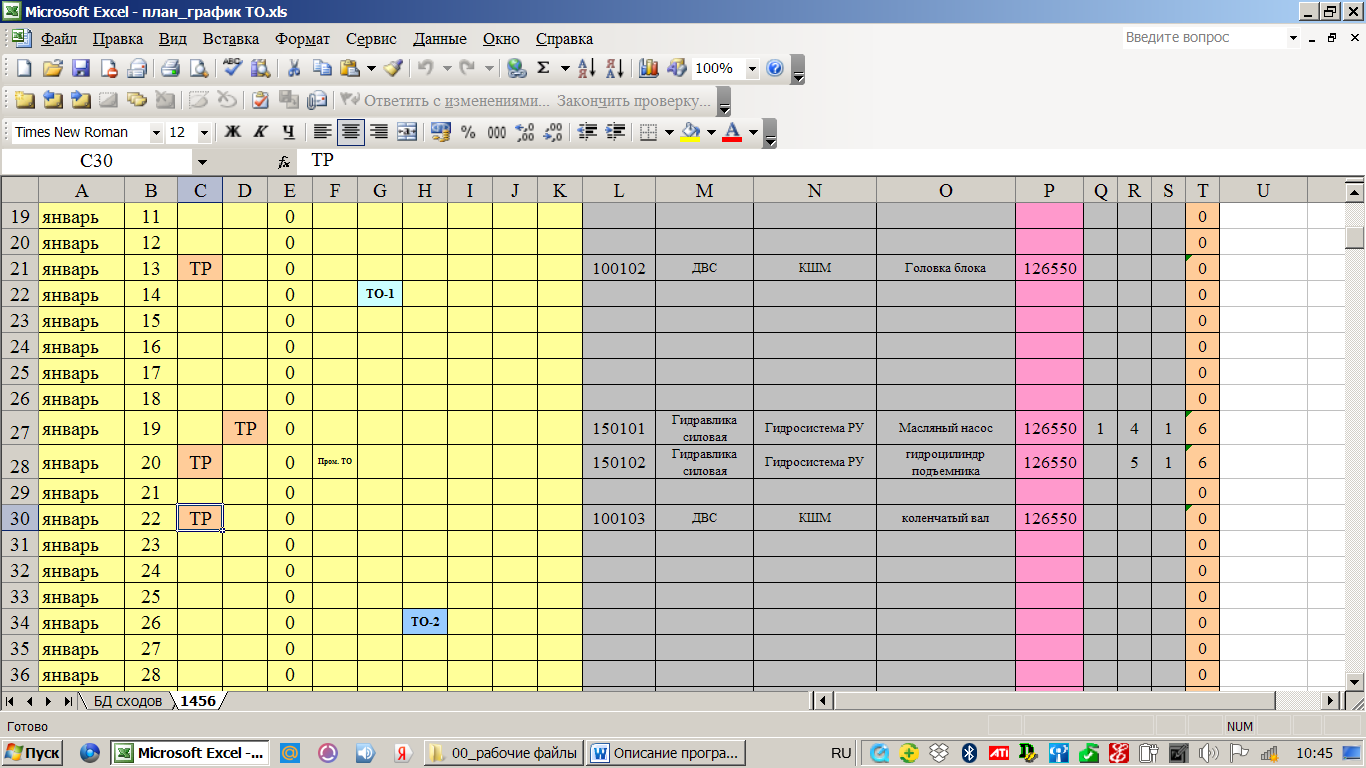 Microsoft Excel - план_график ТО.xls
Файл Правка Вид Вставка Формат Сервис Данные Окно Справка Введите вопрос
100%
Ответить с изменениями... Закончить проверку...
Times New Roman 12 Ж К Ч % 000
C30 fx ТР
A B C D E F G H I J K L M N O P Q R S T U
19 январь 11 0 0
20 январь 12 0 0
21 январь 13 ТР 0 100102 ДВС КШМ Головка блока 126550 0
22 январь 14 0 ТО-1 0
23 январь 15 0 0
24 январь 16 0 0
25 январь 17 0 0
26 январь 18 0 0
27 январь 19 ТР 0 150101 Гидравлика силовая Гидросистема РУ Масляный насос 126550 1 4 1 6
28 январь 20 ТР 0 Пром. ТО 150102 Гидравлика силовая Гидросистема РУ гидроцилиндр подъемника 126550 5 1 6
29 январь 21 0 0
30 январь 22 ТР 0 100103 ДВС КШМ коленчатый вал 126550 0
31 январь 23 0 0
32 январь 24 0 0
33 январь 25 0 0
34 январь 26 0 ТО-2 0
35 январь 27 0 0
36 январь 28 0 0
БД сходов 1456
Готово NUM
Пуск Microsoft Excel -... 00_рабочие файлы Описание програ... RU ATI 10:45